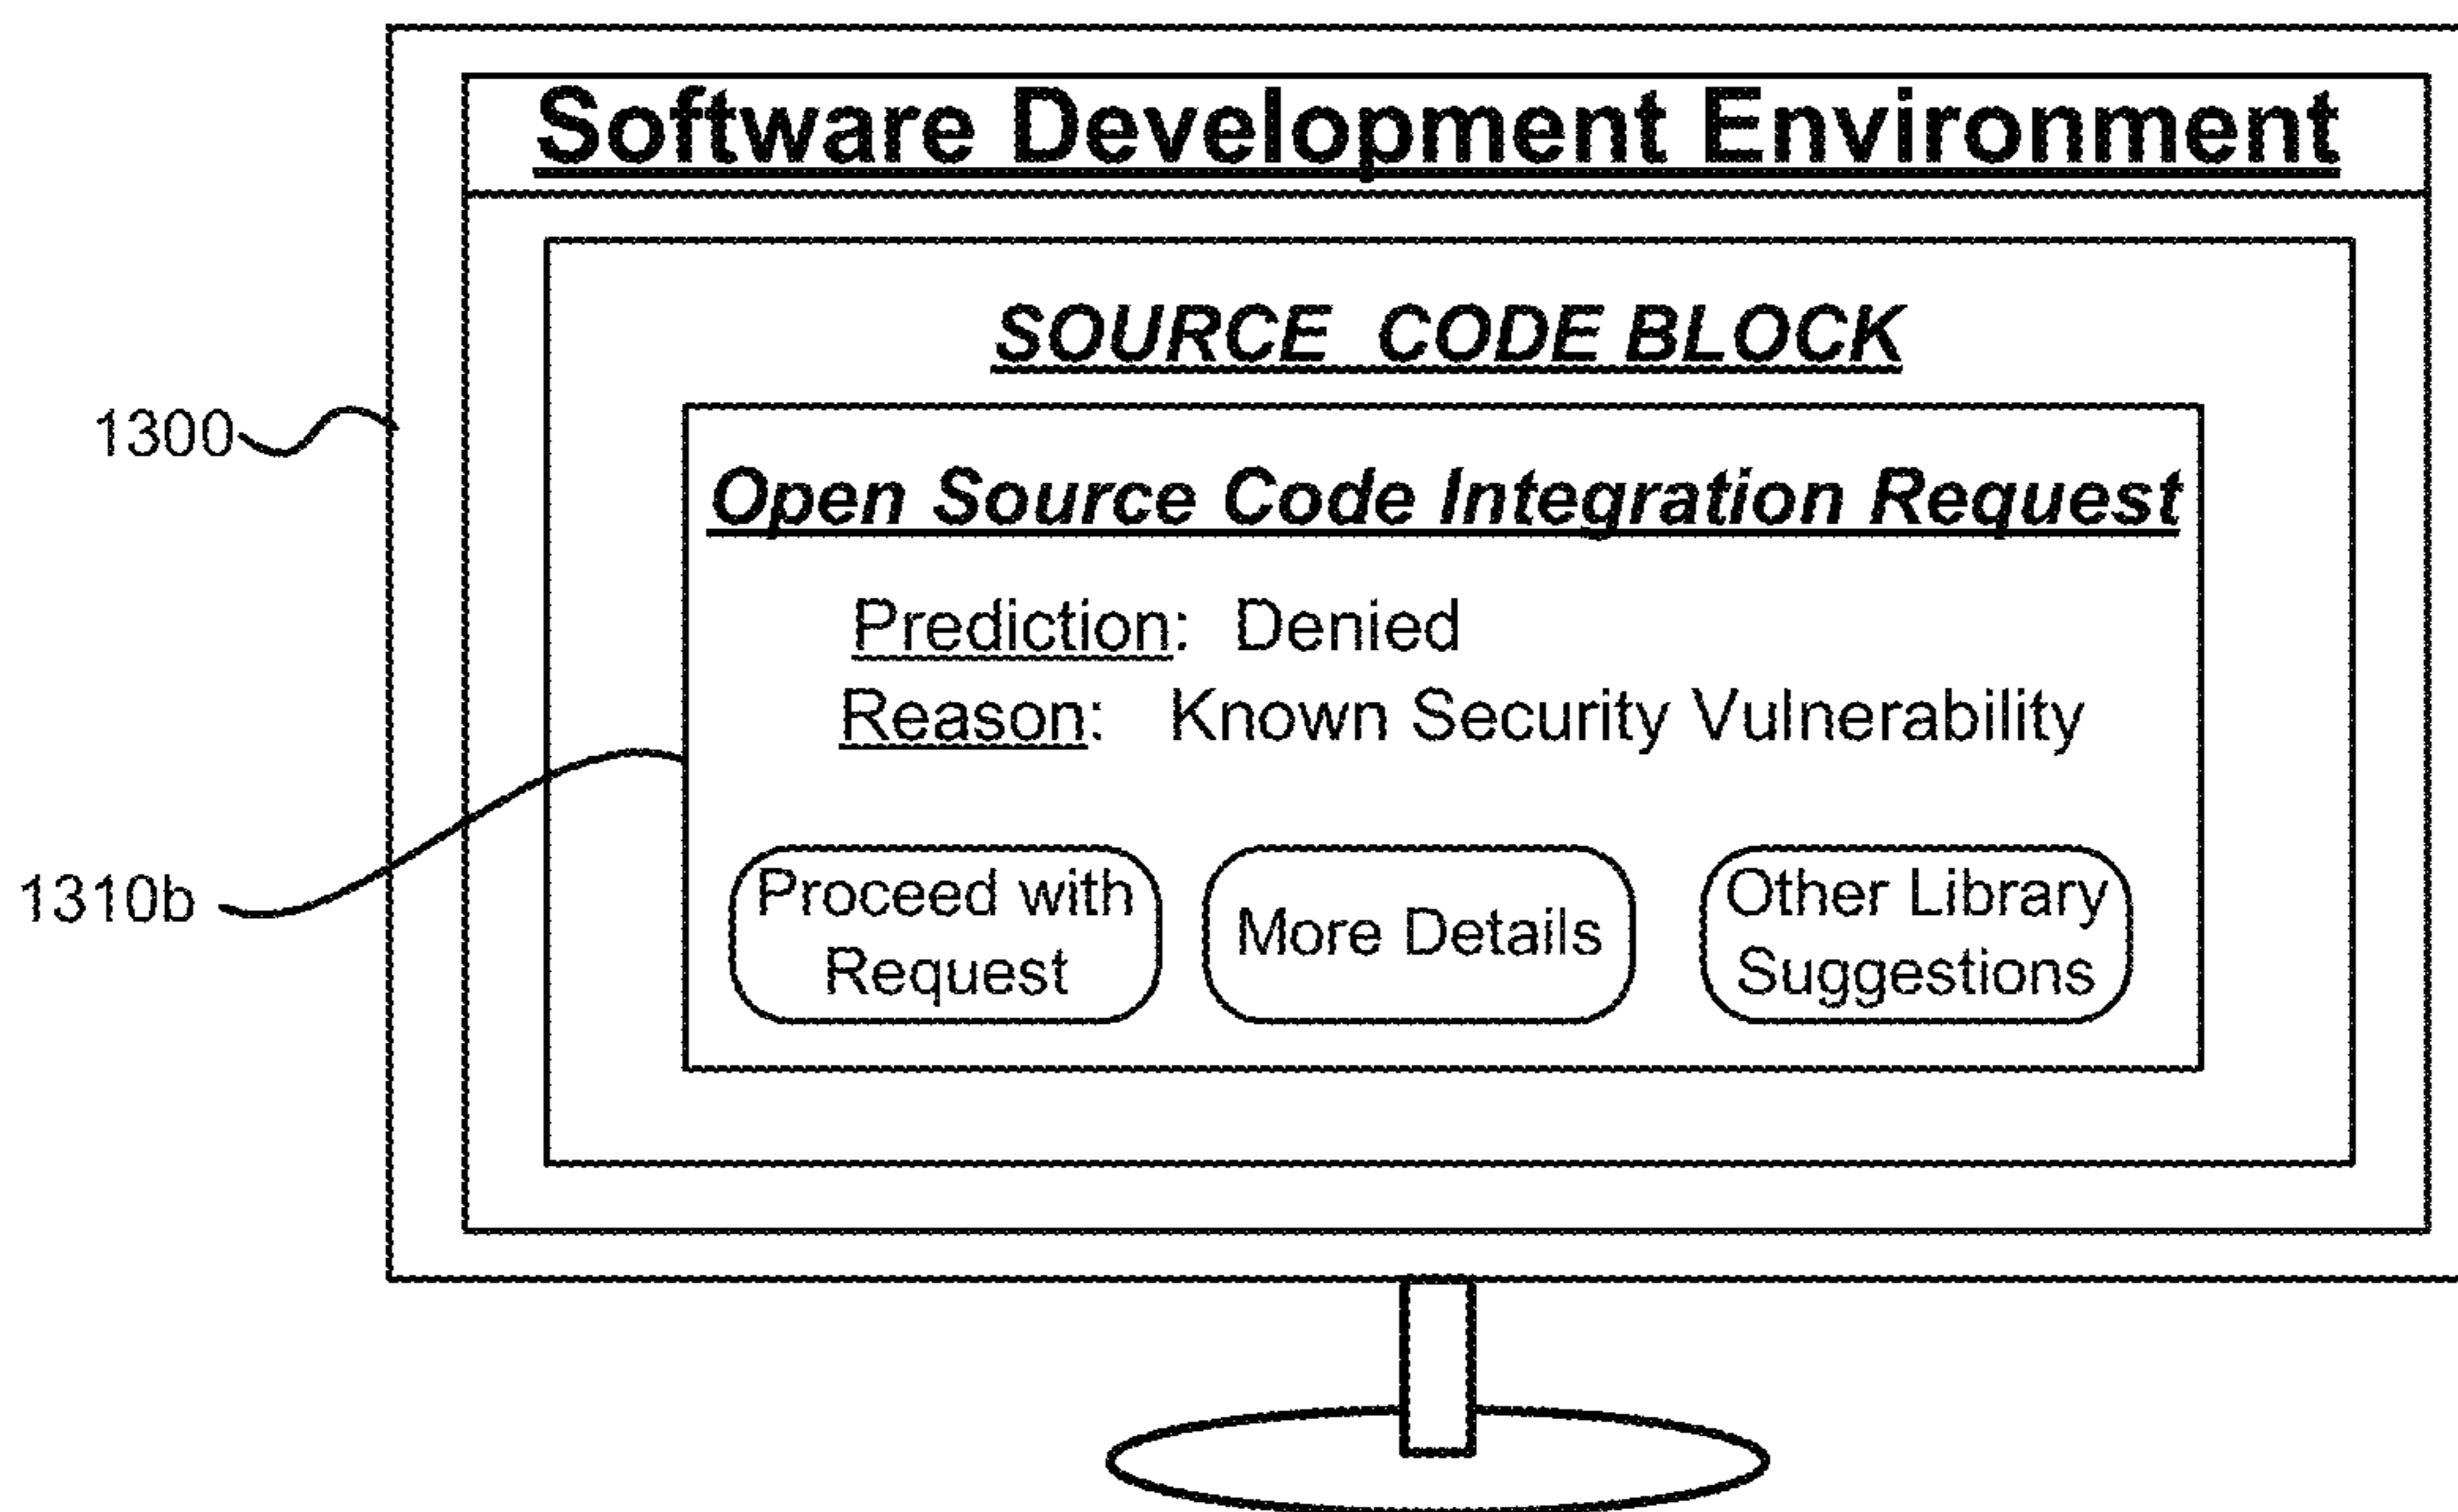 Software Development Environment
SOURCE CODE BLOCK
1300
Open Source Code Integration Request
Prediction: Denied
Reason: Known Security Vulnerability
1310b
Proceed with
Request
More Details
Other Library
Suggestions